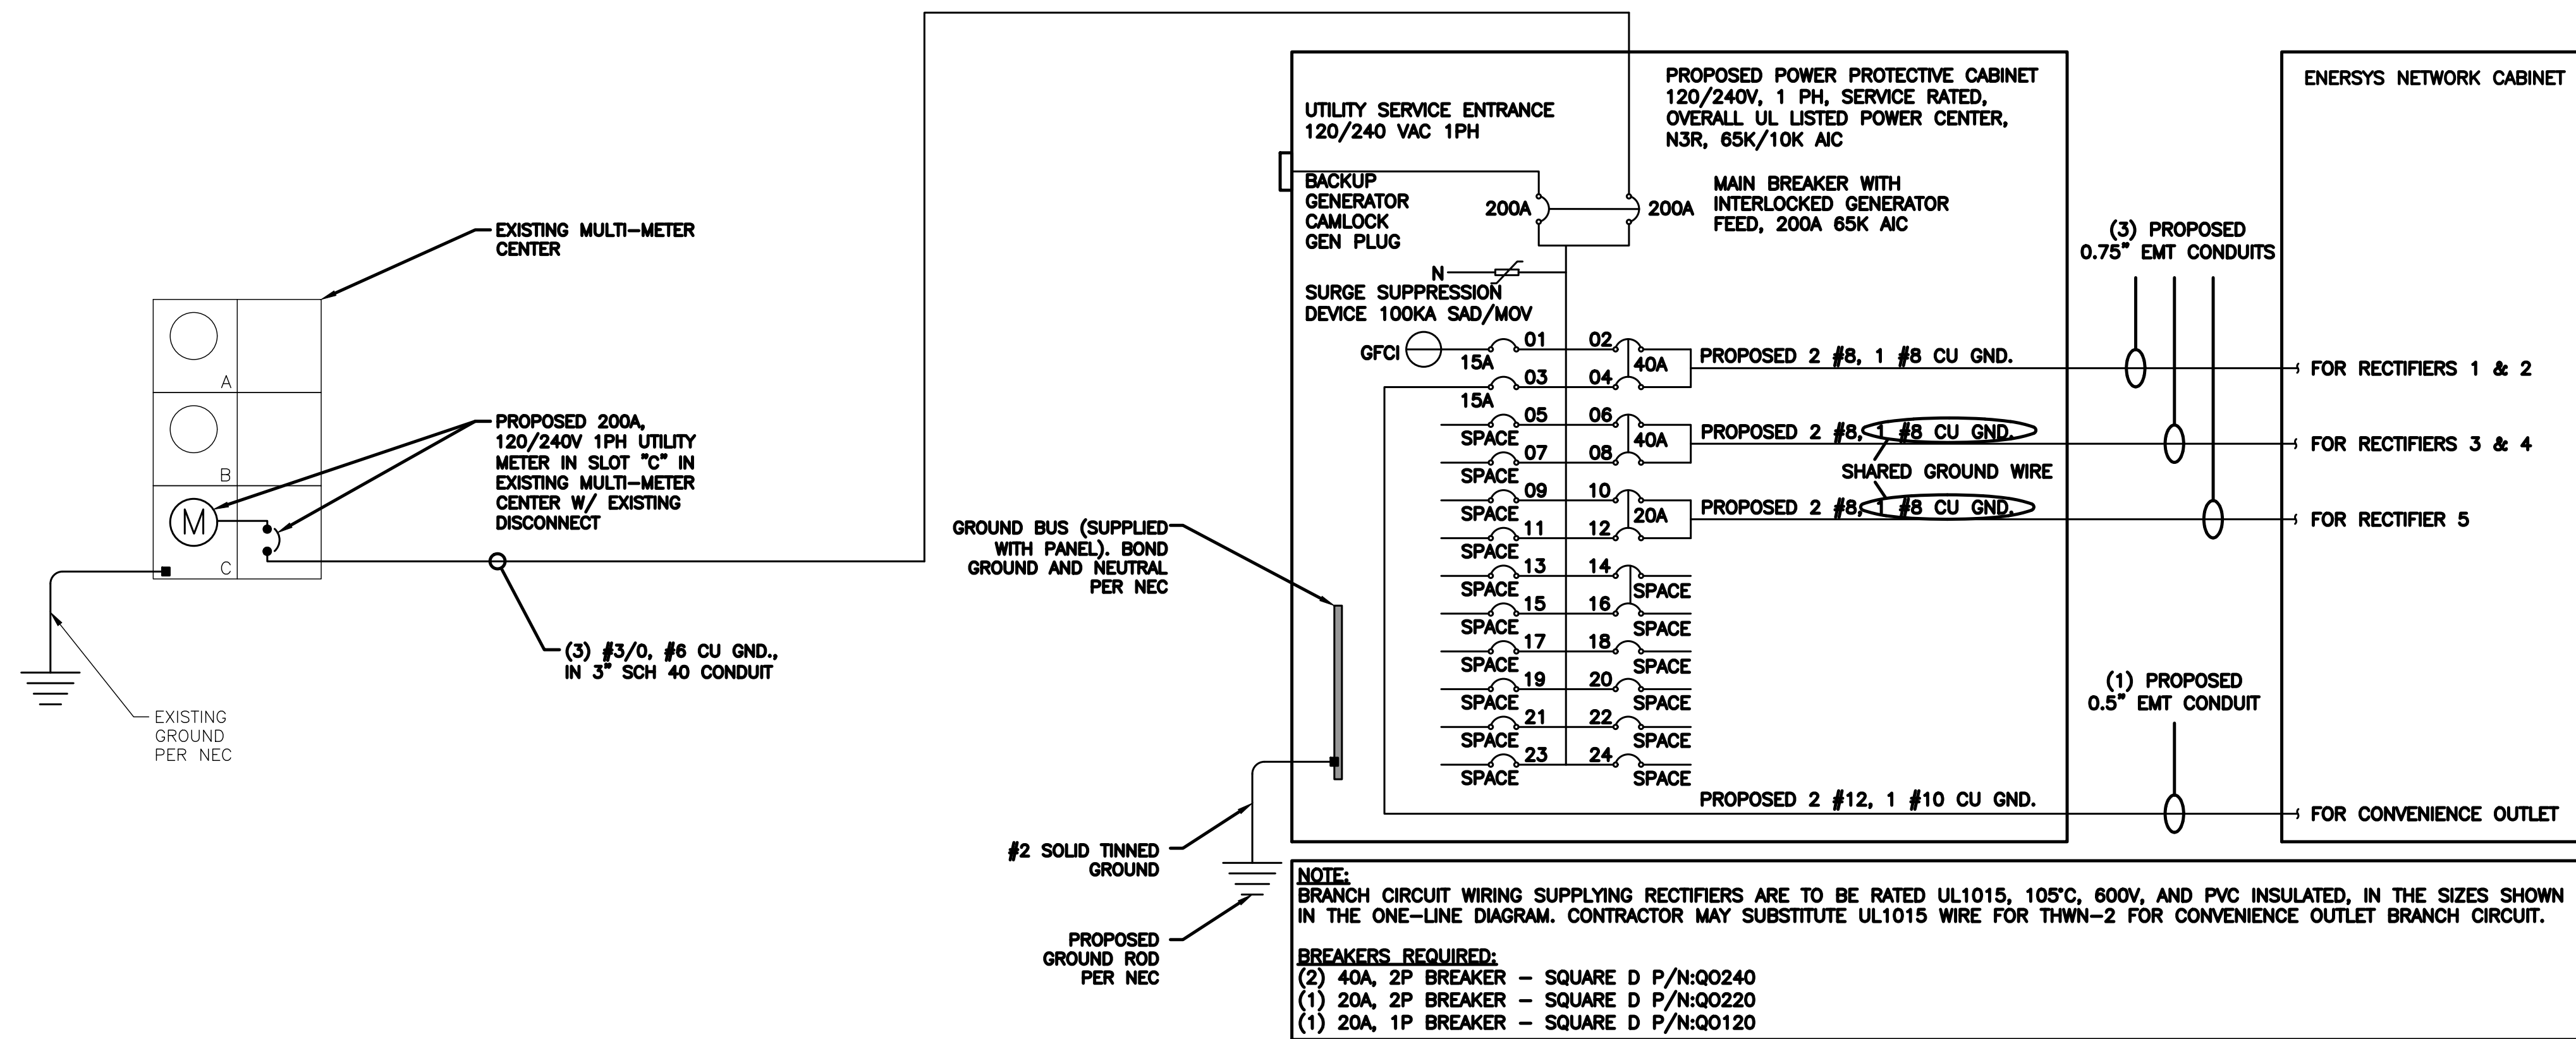 EXISTING MULTI-METER
CENTER
A
B
M
C
PROPOSED 200A,
120/240V 1PH UTILITY
METER IN SLOT "C" IN
EXISTING MULTI-METER
CENTER W/ EXISTING
DISCONNECT
(3) #3/0, #6 CU GND.,
IN 3" SCH 40 CONDUIT
EXISTING
GROUND
PER NEC
GROUND BUS (SUPPLIED
WITH PANEL). BOND
GROUND AND NEUTRAL
PER NEC
#2 SOLID TINNED
GROUND
PROPOSED
GROUND ROD
PER NEC
UTILITY SERVICE ENTRANCE
120/240 VAC 1PH
PROPOSED POWER PROTECTIVE CABINET
120/240V, 1 PH, SERVICE RATED,
OVERALL UL LISTED POWER CENTER,
N3R, 65K/10K AIC
BACKUP
GENERATOR
CAMLOCK
GEN PLUG
200A
200A
MAIN BREAKER WITH
INTERLOCKED GENERATOR
FEED, 200A 65K AIC
N
SURGE SUPPRESSION
DEVICE 100KA SAD/MOV
GFCI
01 02
15A 40A
03 04
15A
05 06
SPACE 40A
07 08
SPACE
09 10
SPACE 20A
11 12
SPACE
13 14
SPACE SPACE
15 16
SPACE SPACE
17 18
SPACE SPACE
19 20
SPACE SPACE
21 22
SPACE SPACE
23 24
SPACE SPACE
PROPOSED 2 #8, 1 #8 CU GND.
PROPOSED 2 #8, 1 #8 CU GND.
SHARED GROUND WIRE
PROPOSED 2 #8, 1 #8 CU GND.
PROPOSED 2 #12, 1 #10 CU GND.
(3) PROPOSED
0.75" EMT CONDUITS
(1) PROPOSED
0.5" EMT CONDUIT
ENERSYS NETWORK CABINET
FOR RECTIFIERS 1 & 2
FOR RECTIFIERS 3 & 4
FOR RECTIFIER 5
FOR CONVENIENCE OUTLET
NOTE:
BRANCH CIRCUIT WIRING SUPPLYING RECTIFIERS ARE TO BE RATED UL1015, 105°C, 600V, AND PVC INSULATED, IN THE SIZES SHOWN
IN THE ONE-LINE DIAGRAM. CONTRACTOR MAY SUBSTITUTE UL1015 WIRE FOR THWN-2 FOR CONVENIENCE OUTLET BRANCH CIRCUIT.
BREAKERS REQUIRED:
(2) 40A, 2P BREAKER - SQUARE D P/N:QO240
(1) 20A, 2P BREAKER - SQUARE D P/N:QO220
(1) 20A, 1P BREAKER - SQUARE D P/N:QO120